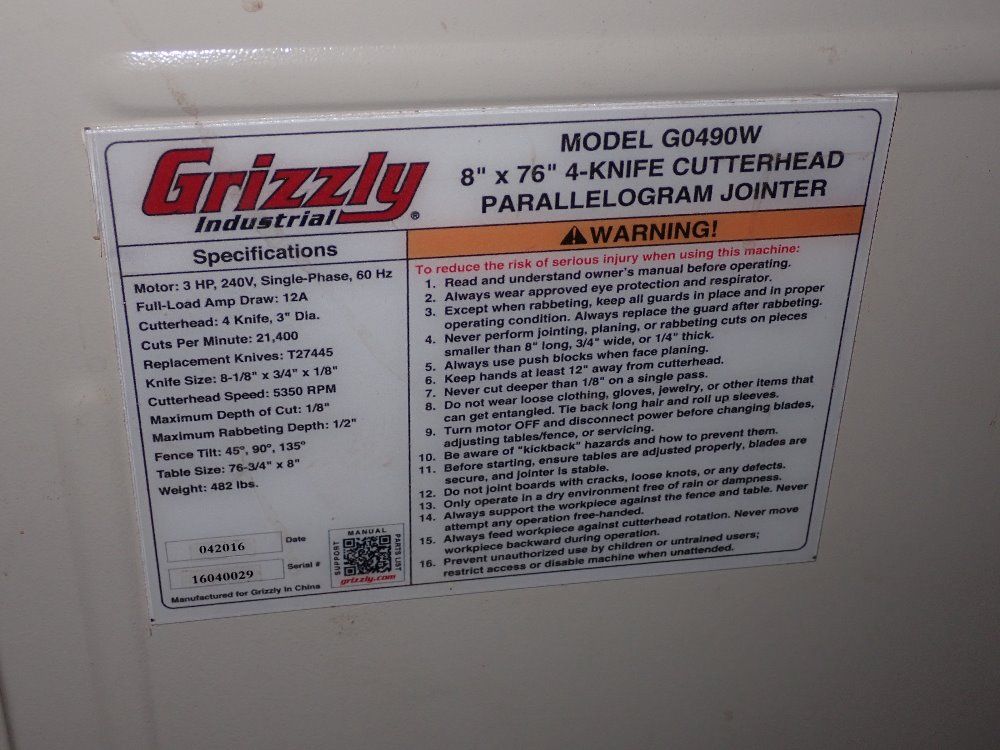 Grizzly
Industrial®
MODEL G0490W
8" x 76" 4-KNIFE CUTTERHEAD
PARALLELOGRAM JOINTER
Specifications
Motor: 3 HP, 240V, Single-Phase, 60 Hz
Full-Load Amp Draw: 12A
Cutterhead: 4 Knife, 3" Dia.
Cuts Per Minute: 21,400
Replacement Knives: T27445
Knife Size: 8-1/8" x 3/4" x 1/8"
Cutterhead Speed: 5350 RPM
Maximum Depth of Cut: 1/8"
Maximum Rabbeting Depth: 1/2"
Fence Tilt: 45°, 90°, 135°
Table Size: 76-3/4" x 8"
Weight: 482 lbs.
042016 Date
16040029 Serial #
Manufactured for Grizzly in China
MANUAL
SUPPORT
PARTS LIST
grizzly.com
WARNING!
To reduce the risk of serious injury when using this machine:
1. Read and understand owner's manual before operating.
2. Always wear approved eye protection and respirator.
3. Except when rabbeting, keep all guards in place and in proper
operating condition. Always replace the guard after rabbeting.
4. Never perform jointing, planing, or rabbeting cuts on pieces
smaller than 8" long, 3/4" wide, or 1/4" thick.
5. Always use push blocks when face planing.
6. Keep hands at least 12" away from cutterhead.
7. Never cut deeper than 1/8" on a single pass.
8. Do not wear loose clothing, gloves, jewelry, or other items that
can get entangled. Tie back long hair and roll up sleeves.
9. Turn motor OFF and disconnect power before changing blades,
adjusting tables/fence, or servicing.
10. Be aware of "kickback" hazards and how to prevent them.
11. Before starting, ensure tables are adjusted properly, blades are
secure, and jointer is stable.
12. Do not joint boards with cracks, loose knots, or any defects.
13. Only operate in a dry environment free of rain or dampness.
14. Always support the workpiece against the fence and table. Never
attempt any operation free-handed.
15. Always feed workpiece against cutterhead rotation. Never move
workpiece backward during operation.
16. Prevent unauthorized use by children or untrained users;
restrict access or disable machine when unattended.